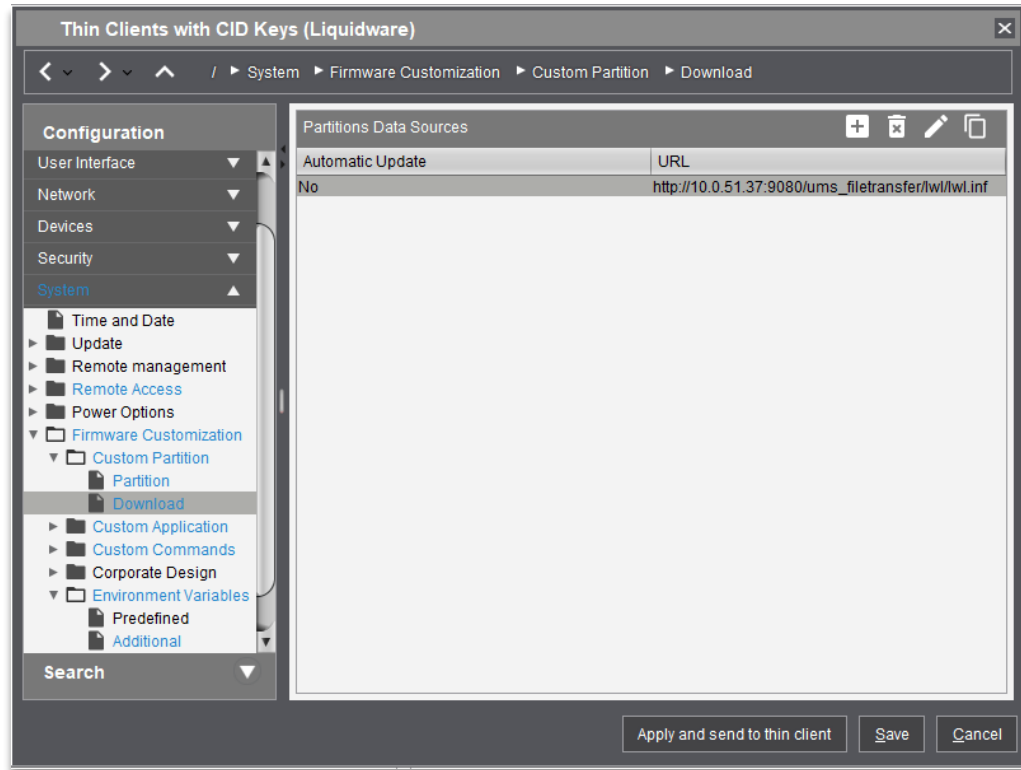 Thin Clients with CID Keys (Liquidware)
/ System Firmware Customization Custom Partition Download
Configuration
User Interface
Network
Devices
Security
System
Time and Date
Update
Remote management
Remote Access
Power Options
Firmware Customization
Custom Partition
Partition
Download
Custom Application
Custom Commands
Corporate Design
Environment Variables
Predefined
Additional
Search
Partitions Data Sources
Automatic Update URL
No http://10.0.51.37:9080/ums_filetransfer/lwl/lwl.inf
Apply and send to thin client Save Cancel